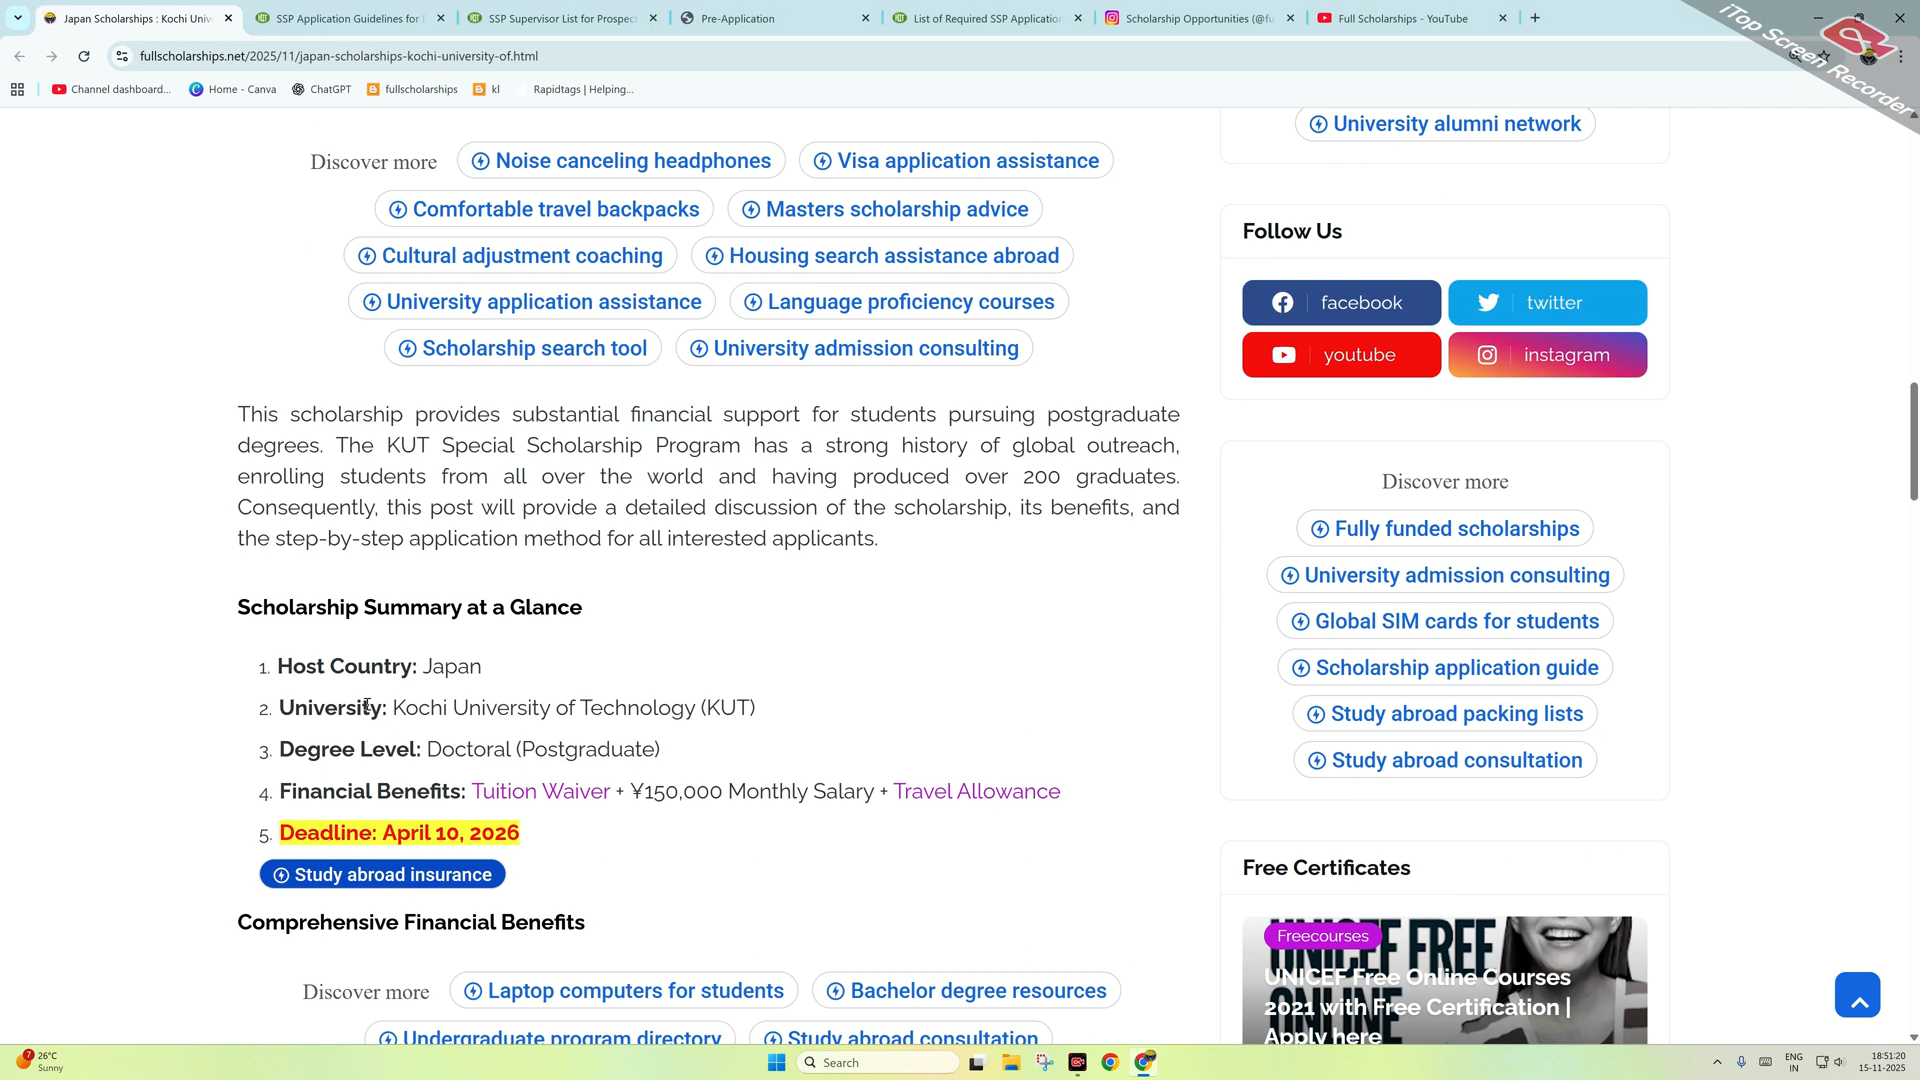 Japan Scholarships : Kochi Univ
SSP Application Guidelines for
SSP Supervisor List for Prospect
Pre-Application
List of Required SSP Application
Scholarship Opportunities (@fu
Full Scholarships - YouTube
fullscholarships.net/2025/11/japan-scholarships-kochi-university-of.html
iTop Screen Recorder
Channel dashboard...
Home - Canva
ChatGPT
fullscholarships
kl
Rapidtags | Helping...
University alumni network
Discover more
Noise canceling headphones
Visa application assistance
Comfortable travel backpacks
Masters scholarship advice
Cultural adjustment coaching
Housing search assistance abroad
University application assistance
Language proficiency courses
Scholarship search tool
University admission consulting
Follow Us
facebook
twitter
youtube
instagram
This scholarship provides substantial financial support for students pursuing postgraduate
degrees. The KUT Special Scholarship Program has a strong history of global outreach,
enrolling students from all over the world and having produced over 200 graduates.
Consequently, this post will provide a detailed discussion of the scholarship, its benefits, and
the step-by-step application method for all interested applicants.
Discover more
Fully funded scholarships
University admission consulting
Global SIM cards for students
Scholarship application guide
Study abroad packing lists
Study abroad consultation
Scholarship Summary at a Glance
1. Host Country: Japan
2. University: Kochi University of Technology (KUT)
3. Degree Level: Doctoral (Postgraduate)
4. Financial Benefits: Tuition Waiver + ¥150,000 Monthly Salary + Travel Allowance
5. Deadline: April 10, 2026
Study abroad insurance
Comprehensive Financial Benefits
Discover more
Laptop computers for students
Bachelor degree resources
Undergraduate program directory
Study abroad consultation
Free Certificates
Freecourses
UNICEF FREE
ONLINE
UNICEF Free Online Courses
2021 with Free Certification |
Apply here
7
26°C
Sunny
Search
ENG
IN
18:51:20
15-11-2025